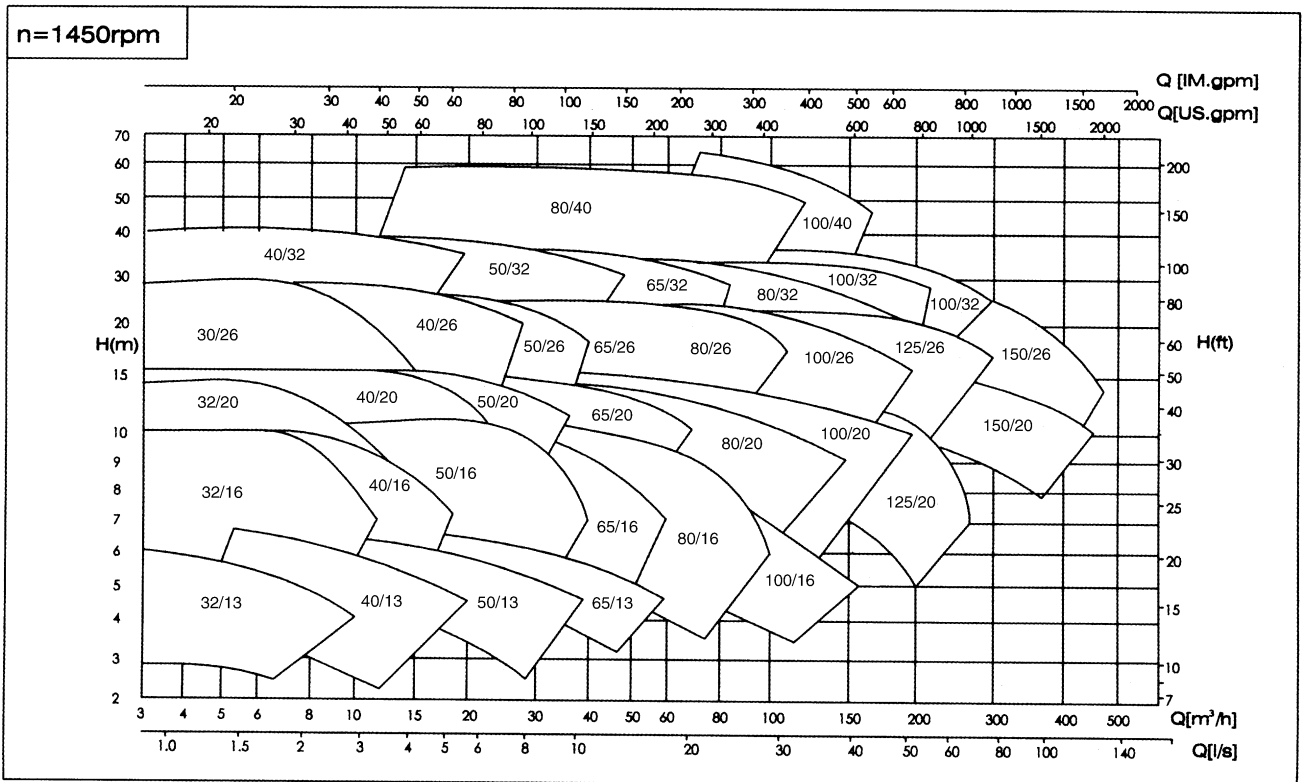 n=1450rpm
Q [IM.gpm]
20 30 40 50 60 80 100 150 200 300 400 500 600 800 1000 1500 2000
Q[US.gpm]
20 30 40 50 60 80 100 150 200 300 400 600 800 1000 1500 2000
70
60 200
50 80/40 150
100/40
40
40/32 50/32 100
30 65/32 80/32 100/32 100/32 80
20 30/26 40/26 50/26 65/26 80/26 100/26 125/26 150/26 60
H(m) H(ft)
15 50
32/20 40/20 50/20 65/20 80/20 100/20 150/20 40
10
9 30
8 32/16 40/16 50/16 125/20 25
7 65/16 80/16
6 20
5 100/16
32/13 40/13 50/13 65/13 15
4
3 10
2 7
3 4 5 6 8 10 20 30 40 50 60 80 100 150 200 300 400 500 Q[m³/h]
1.0 1.5 2 3 4 5 6 8 10 20 30 40 50 60 80 100 140 Q[l/s]